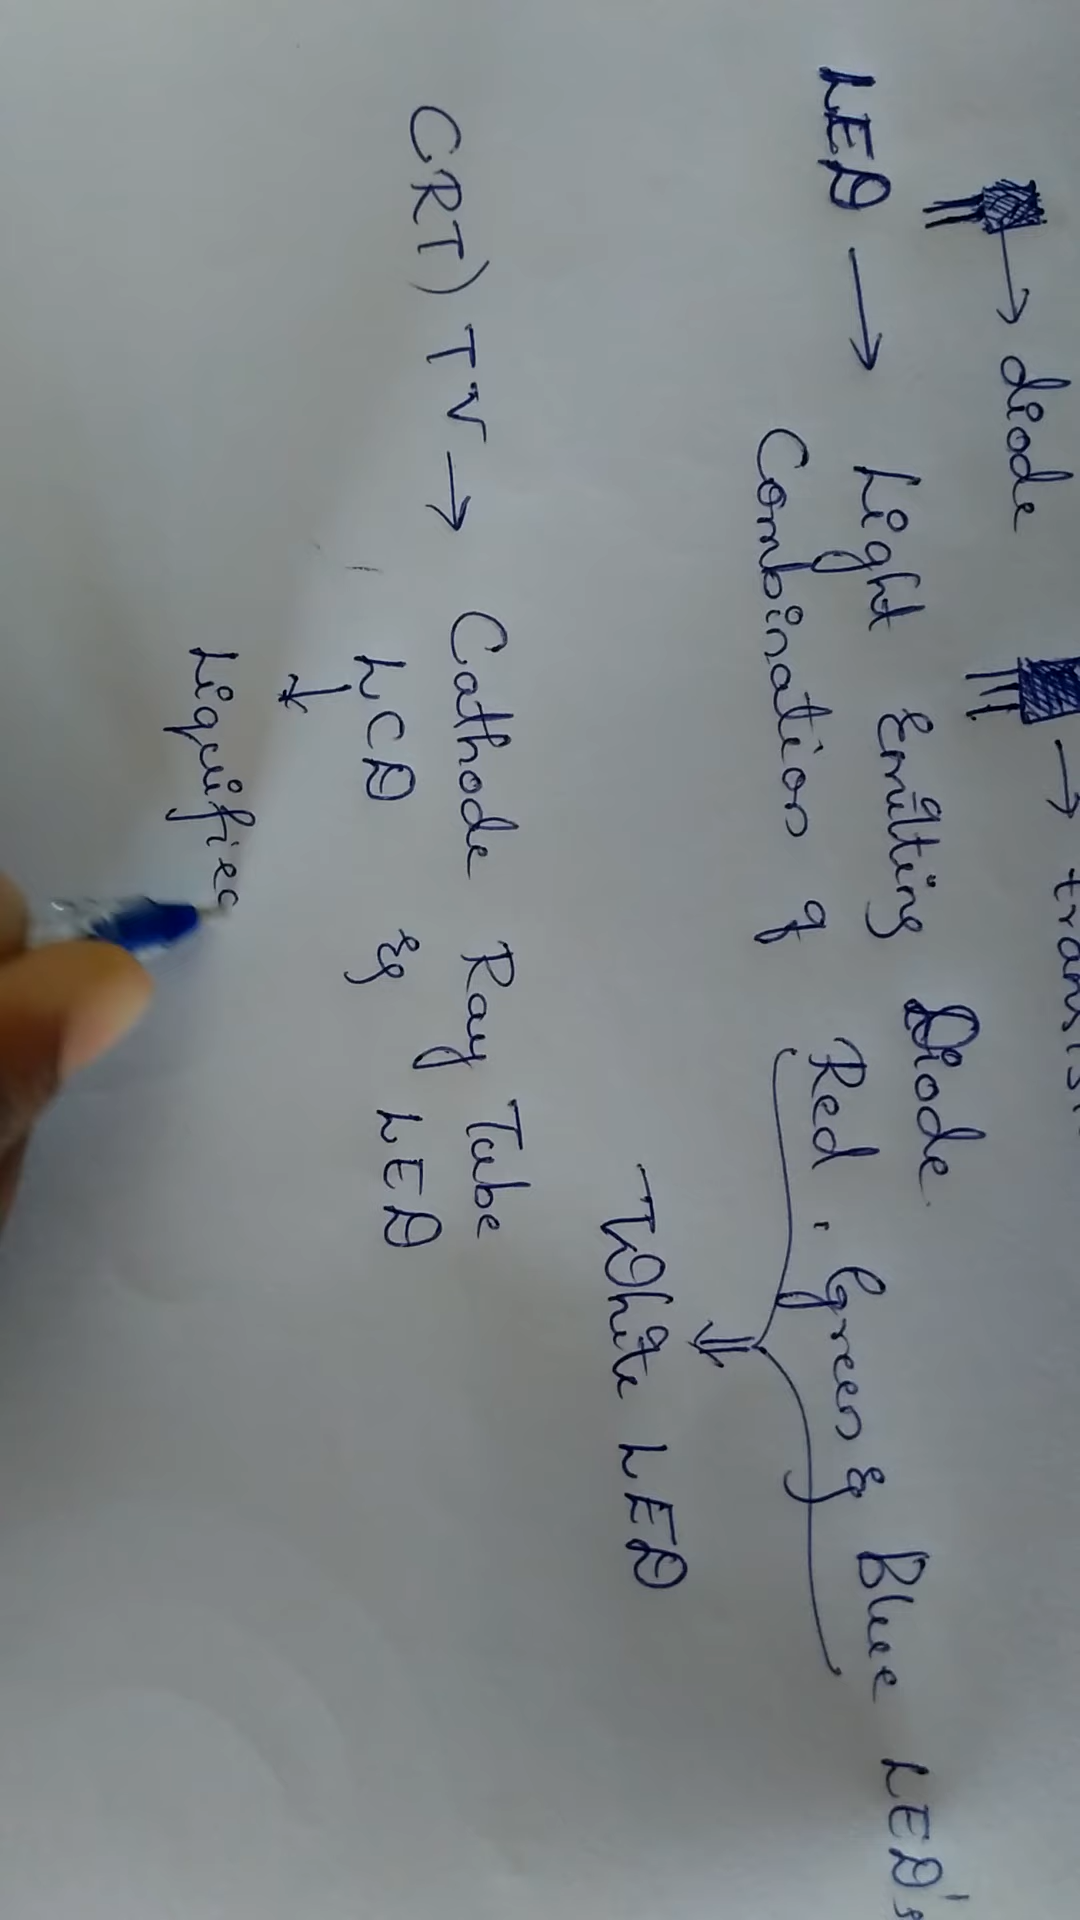 → diode → transis
LED → Light Emitting Diode
Combination of Red, Green & Blue LED's
White LED
CRT) TV → Cathode Ray Tube
LCD & LED
Liquified